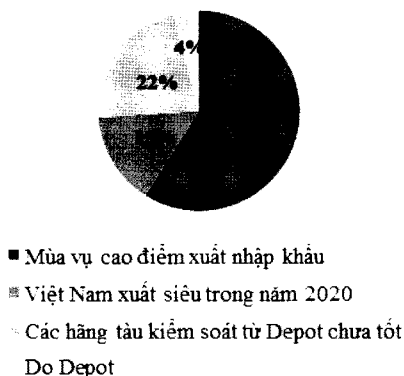 4%
22%
Mùa vụ cao điểm xuất nhập khẩu
Việt Nam xuất siêu trong năm 2020
Các hãng tàu kiểm soát từ Depot chưa tốt
Do Depot